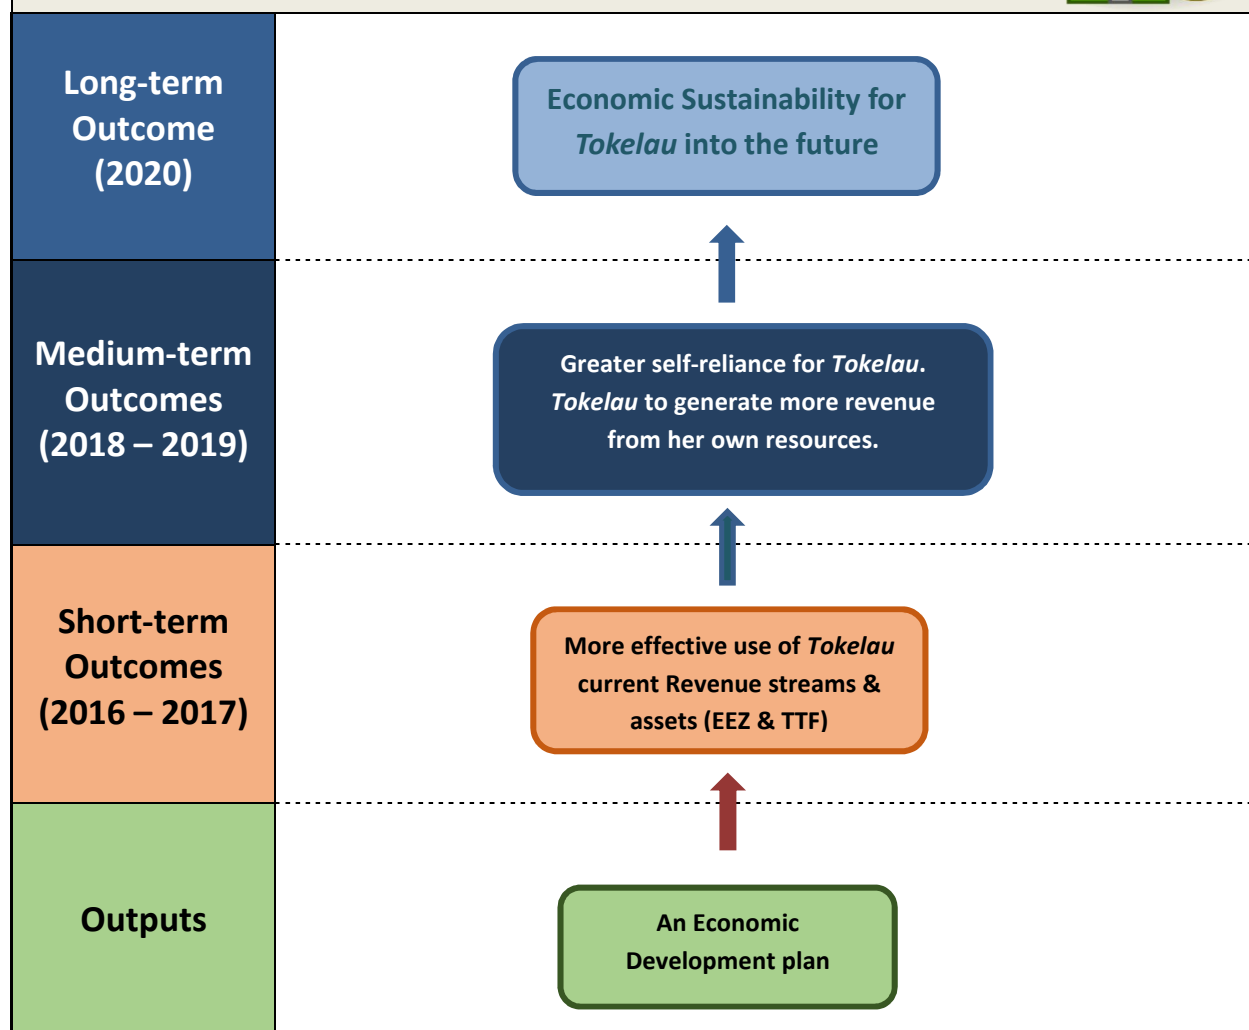 Long-term
Outcome
(2020)
Economic Sustainability for
Tokelau into the future
Medium-term
Outcomes
(2018 – 2019)
Greater self-reliance for Tokelau.
Tokelau to generate more revenue
from her own resources.
Short-term
Outcomes
(2016 – 2017)
More effective use of Tokelau
current Revenue streams &
assets (EEZ & TTF)
Outputs
An Economic
Development plan